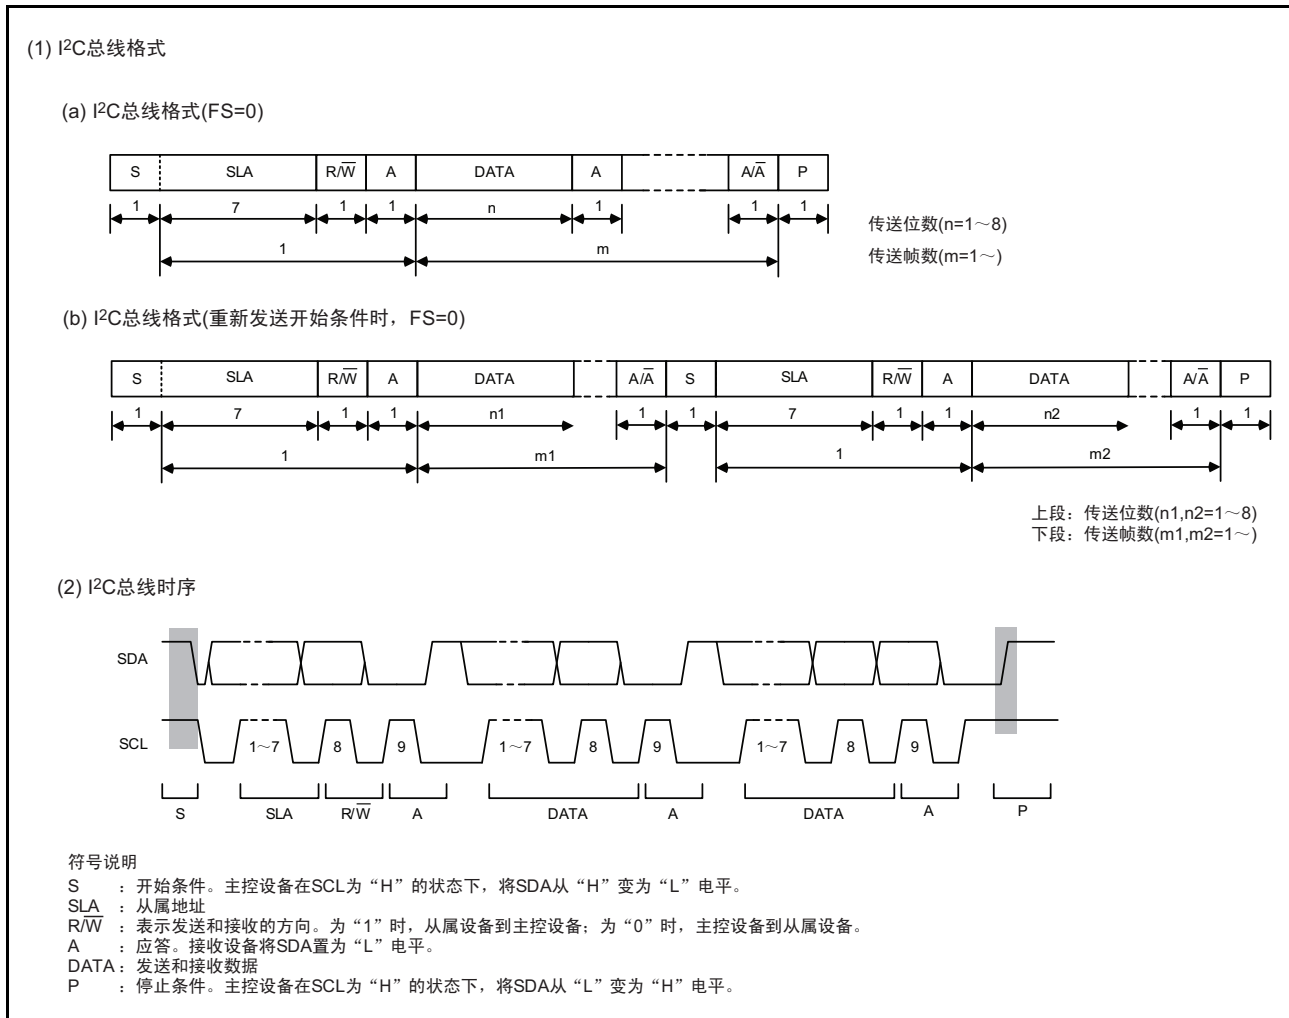 (1) I²C总线格式
(a) I²C总线格式(FS=0)
S SLA R/W̅ A DATA A A/A̅ P
1 7 1 1 n 1 1 1
1 m
传送位数(n=1～8)
传送帧数(m=1～)
(b) I²C总线格式(重新发送开始条件时，FS=0)
S SLA R/W̅ A DATA A/A̅ S SLA R/W̅ A DATA A/A̅ P
1 7 1 1 n1 1 1 7 1 1 n2 1 1
1 m1 1 m2
上段：传送位数(n1,n2=1～8)
下段：传送帧数(m1,m2=1～)
(2) I²C总线时序
SDA
SCL 1～7 8 9 1～7 8 9 1～7 8 9
S SLA R/W̅ A DATA A DATA A P
符号说明
S ：开始条件。主控设备在SCL为“H”的状态下，将SDA从“H”变为“L”电平。
SLA ：从属地址
R/W̅ ：表示发送和接收的方向。为“1”时，从属设备到主控设备；为“0”时，主控设备到从属设备。
A ：应答。接收设备将SDA置为“L”电平。
DATA：发送和接收数据
P ：停止条件。主控设备在SCL为“H”的状态下，将SDA从“L”变为“H”电平。